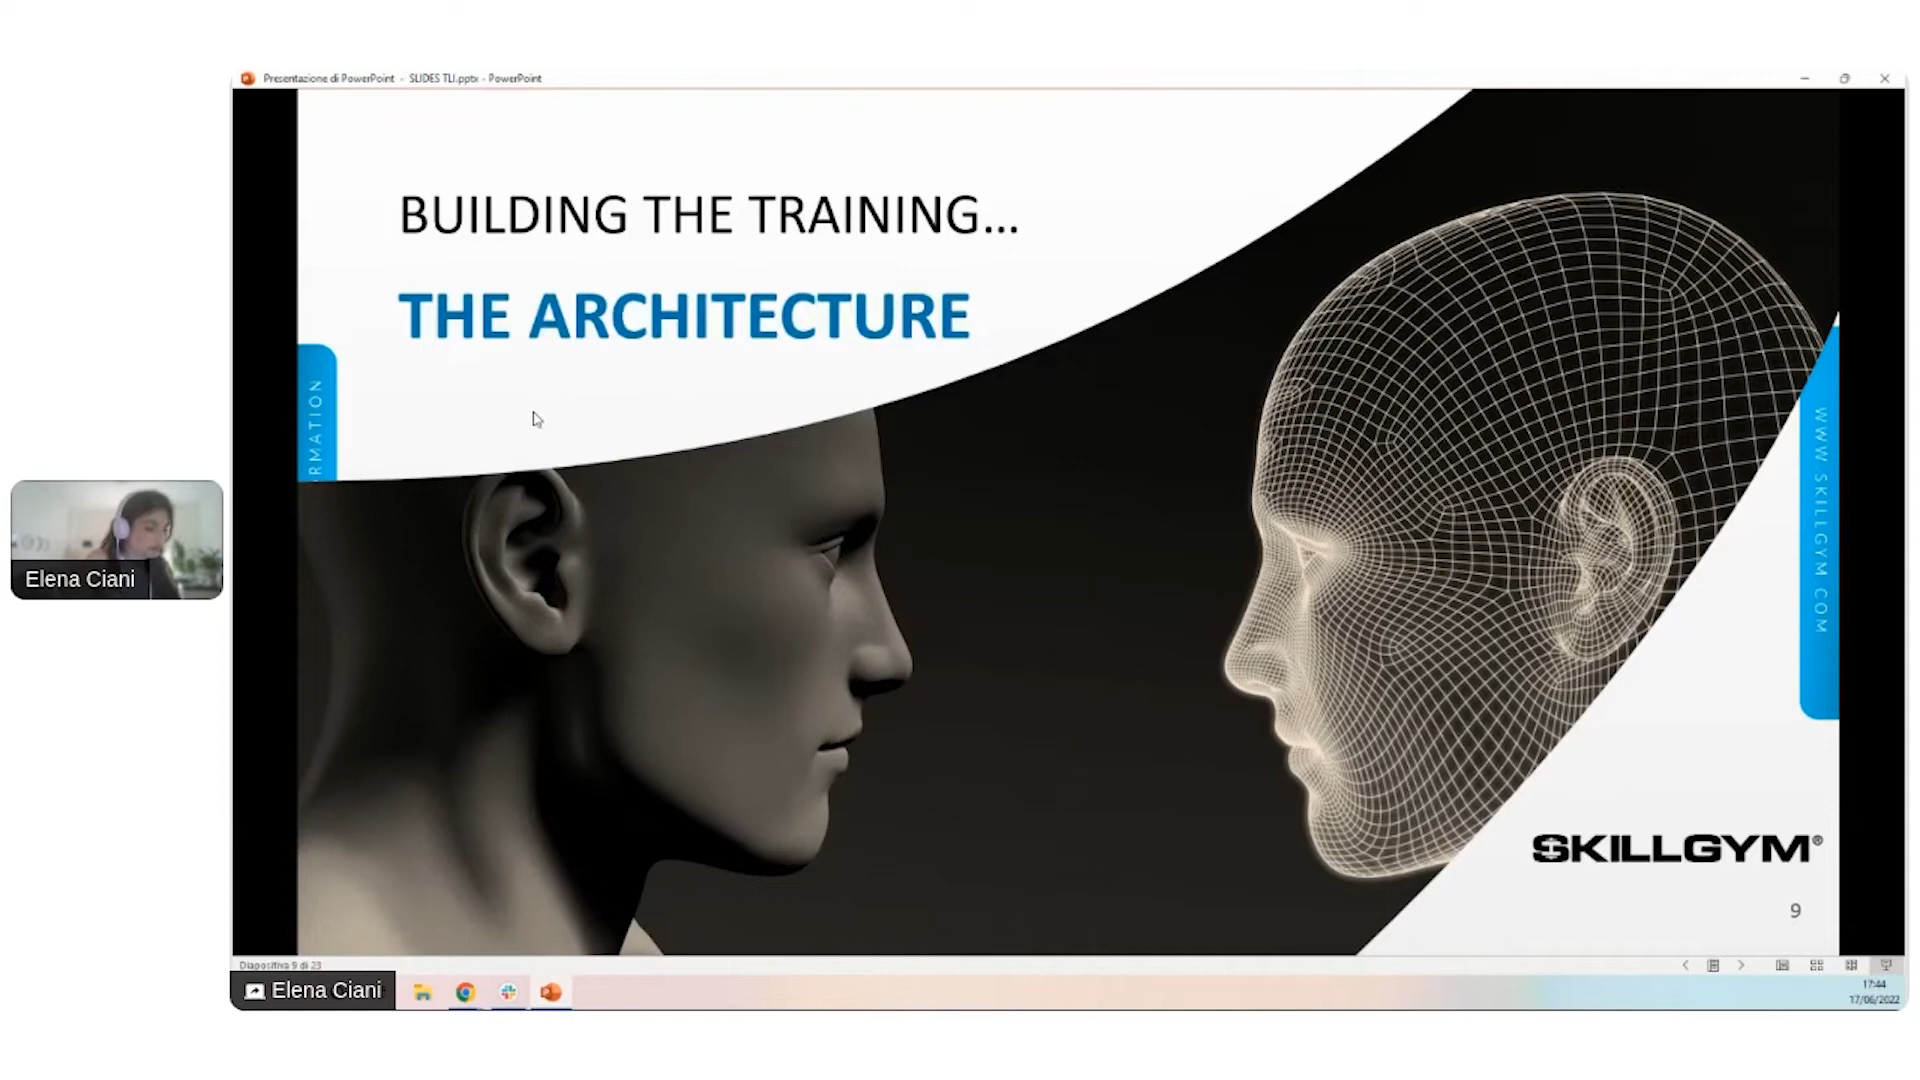 Presentazione di PowerPoint - SLIDES TLI.pptx - PowerPoint
BUILDING THE TRAINING...
THE ARCHITECTURE
RMATION
WWW.SKILLGYM.COM
Elena Ciani
SKILLGYM®
9
Diapositiva 9 di 23
Elena Ciani
17:44
17/06/2022